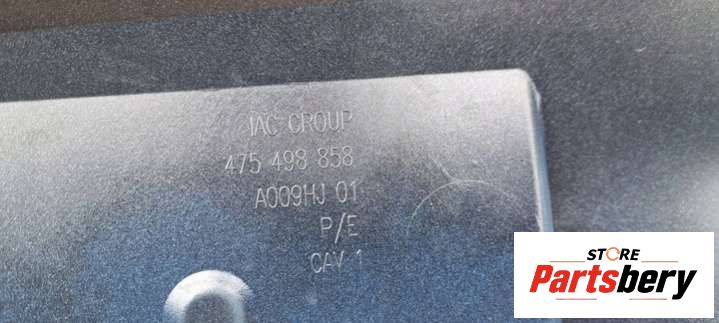 IAC GROUP
475 498 858
A009HJ 01
P/E
CAV 1
STORE
Partsbery